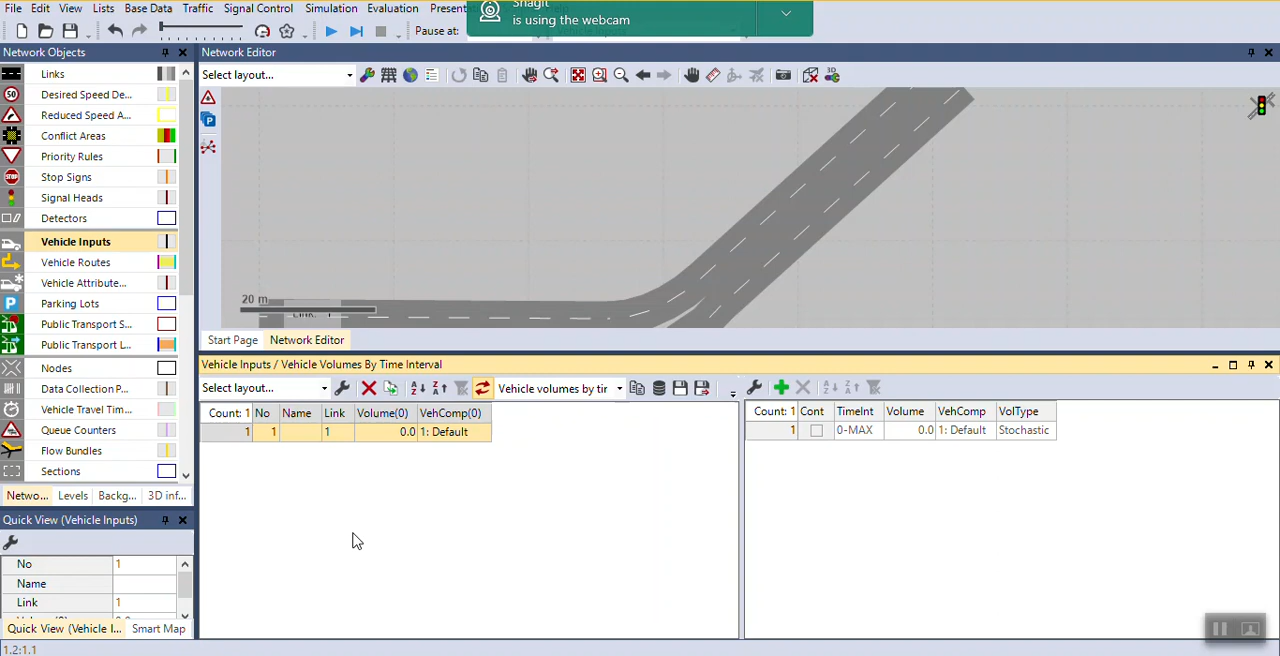 File Edit View Lists Base Data Traffic Signal Control Simulation Evaluation Presen
Snagit
is using the webcam
Pause at:
Network Objects
Network Editor
Select layout...
3D
Links
50 Desired Speed De...
Reduced Speed A...
Conflict Areas
Priority Rules
STOP Stop Signs
Signal Heads
Detectors
Vehicle Inputs
Vehicle Routes
Vehicle Attribute...
P Parking Lots
Public Transport S...
Public Transport L...
Nodes
Data Collection P...
Vehicle Travel Tim...
Queue Counters
Flow Bundles
Sections
Netwo... Levels Backg... 3D inf...
P
20 m
Link: 1
Start Page Network Editor
Vehicle Inputs / Vehicle Volumes By Time Interval
Select layout... Vehicle volumes by tir
Count: 1 No Name Link Volume(0) VehComp(0)
1 1 1 0.0 1: Default
Count: 1 Cont TimeInt Volume VehComp VolType
1 0-MAX 0.0 1: Default Stochastic
Quick View (Vehicle Inputs)
No 1
Name
Link 1
Quick View (Vehicle I... Smart Map
1.2:1.1